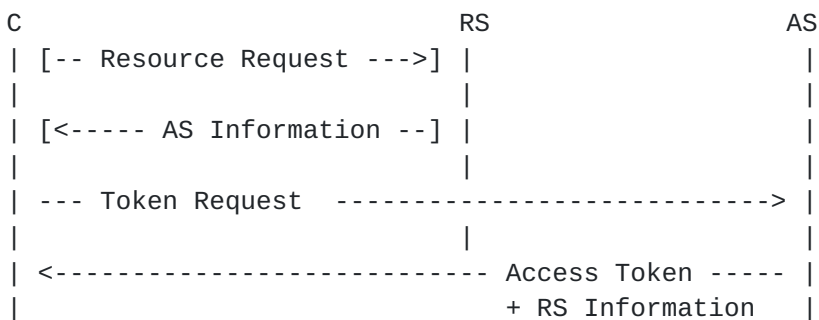 C                            RS                   AS
| [-- Resource Request --->] |                     |
|                            |                     |
| [<----- AS Information --] |                     |
|                            |                     |
| --- Token Request  ----------------------------> |
|                            |                     |
| <---------------------------- Access Token ----- |
|                               + RS Information   |